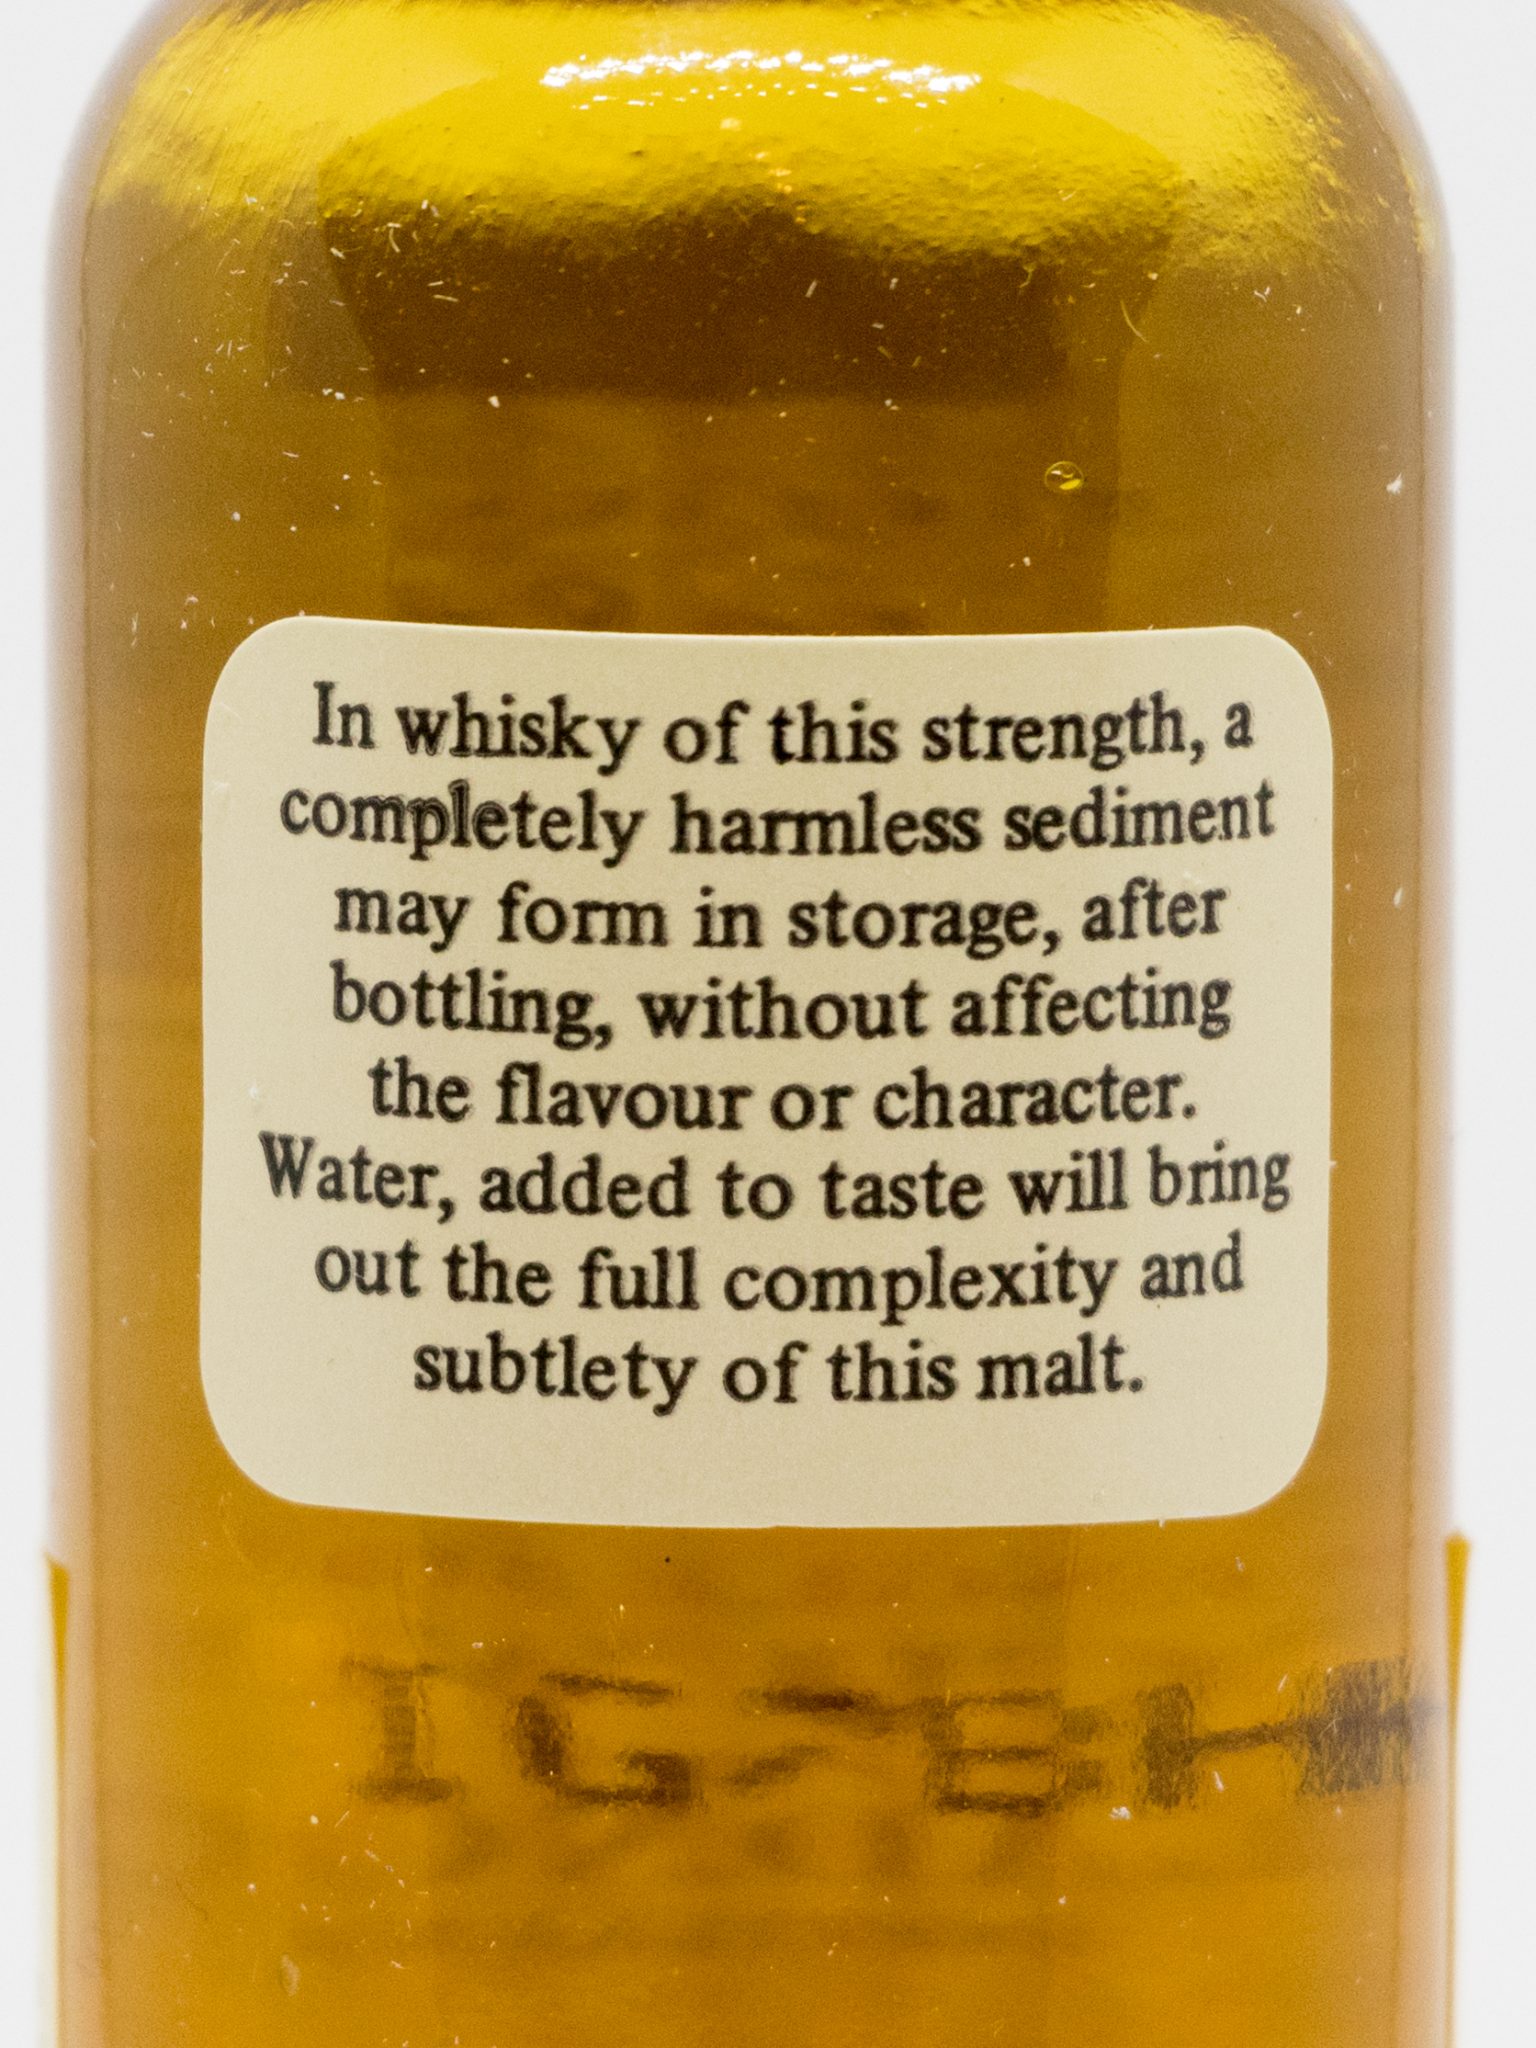 In whisky of this strength, a
completely harmless sediment
may form in storage, after
bottling, without affecting
the flavour or character.
Water, added to taste will bring
out the full complexity and
subtlety of this malt.